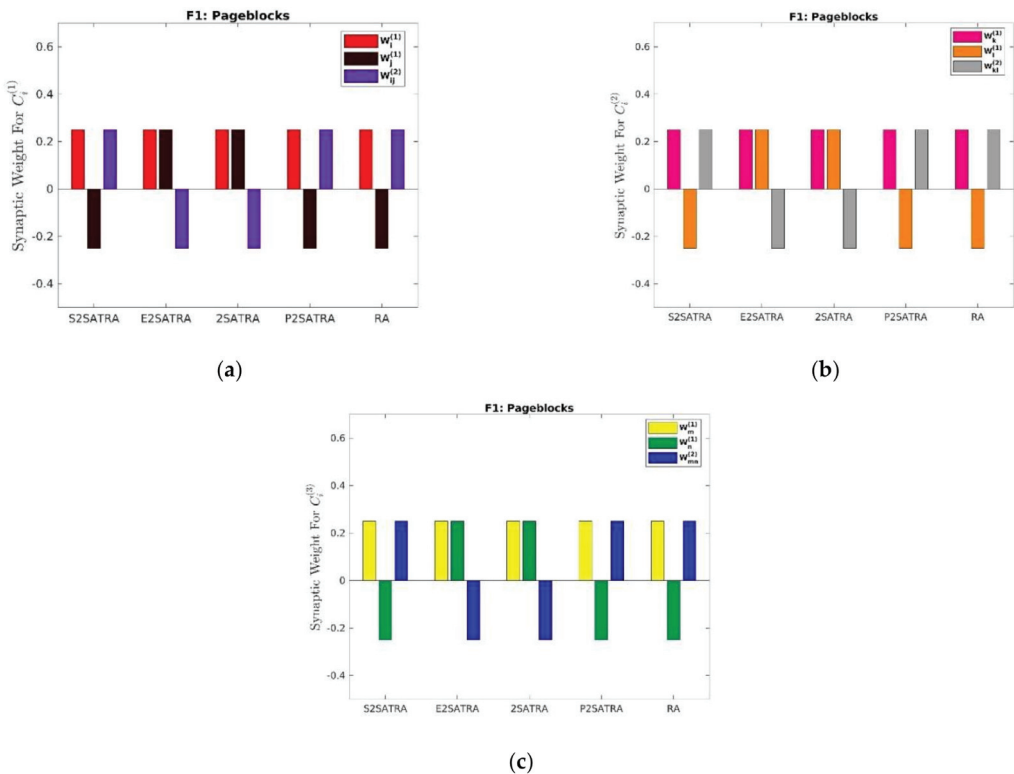 F1: Pageblocks
W_i^(1)
W_j^(1)
W_ij^(2)
Synaptic Weight For C_i^(1)
0.6
0.4
0.2
0
-0.2
-0.4
S2SATRA E2SATRA 2SATRA P2SATRA RA
(a)
F1: Pageblocks
W_k^(1)
W_l^(1)
W_kl^(2)
Synaptic Weight For C_i^(2)
0.6
0.4
0.2
0
-0.2
-0.4
S2SATRA E2SATRA 2SATRA P2SATRA RA
(b)
F1: Pageblocks
W_m^(1)
W_n^(1)
W_mn^(2)
Synaptic Weight For C_i^(3)
0.6
0.4
0.2
0
-0.2
-0.4
S2SATRA E2SATRA 2SATRA P2SATRA RA
(c)